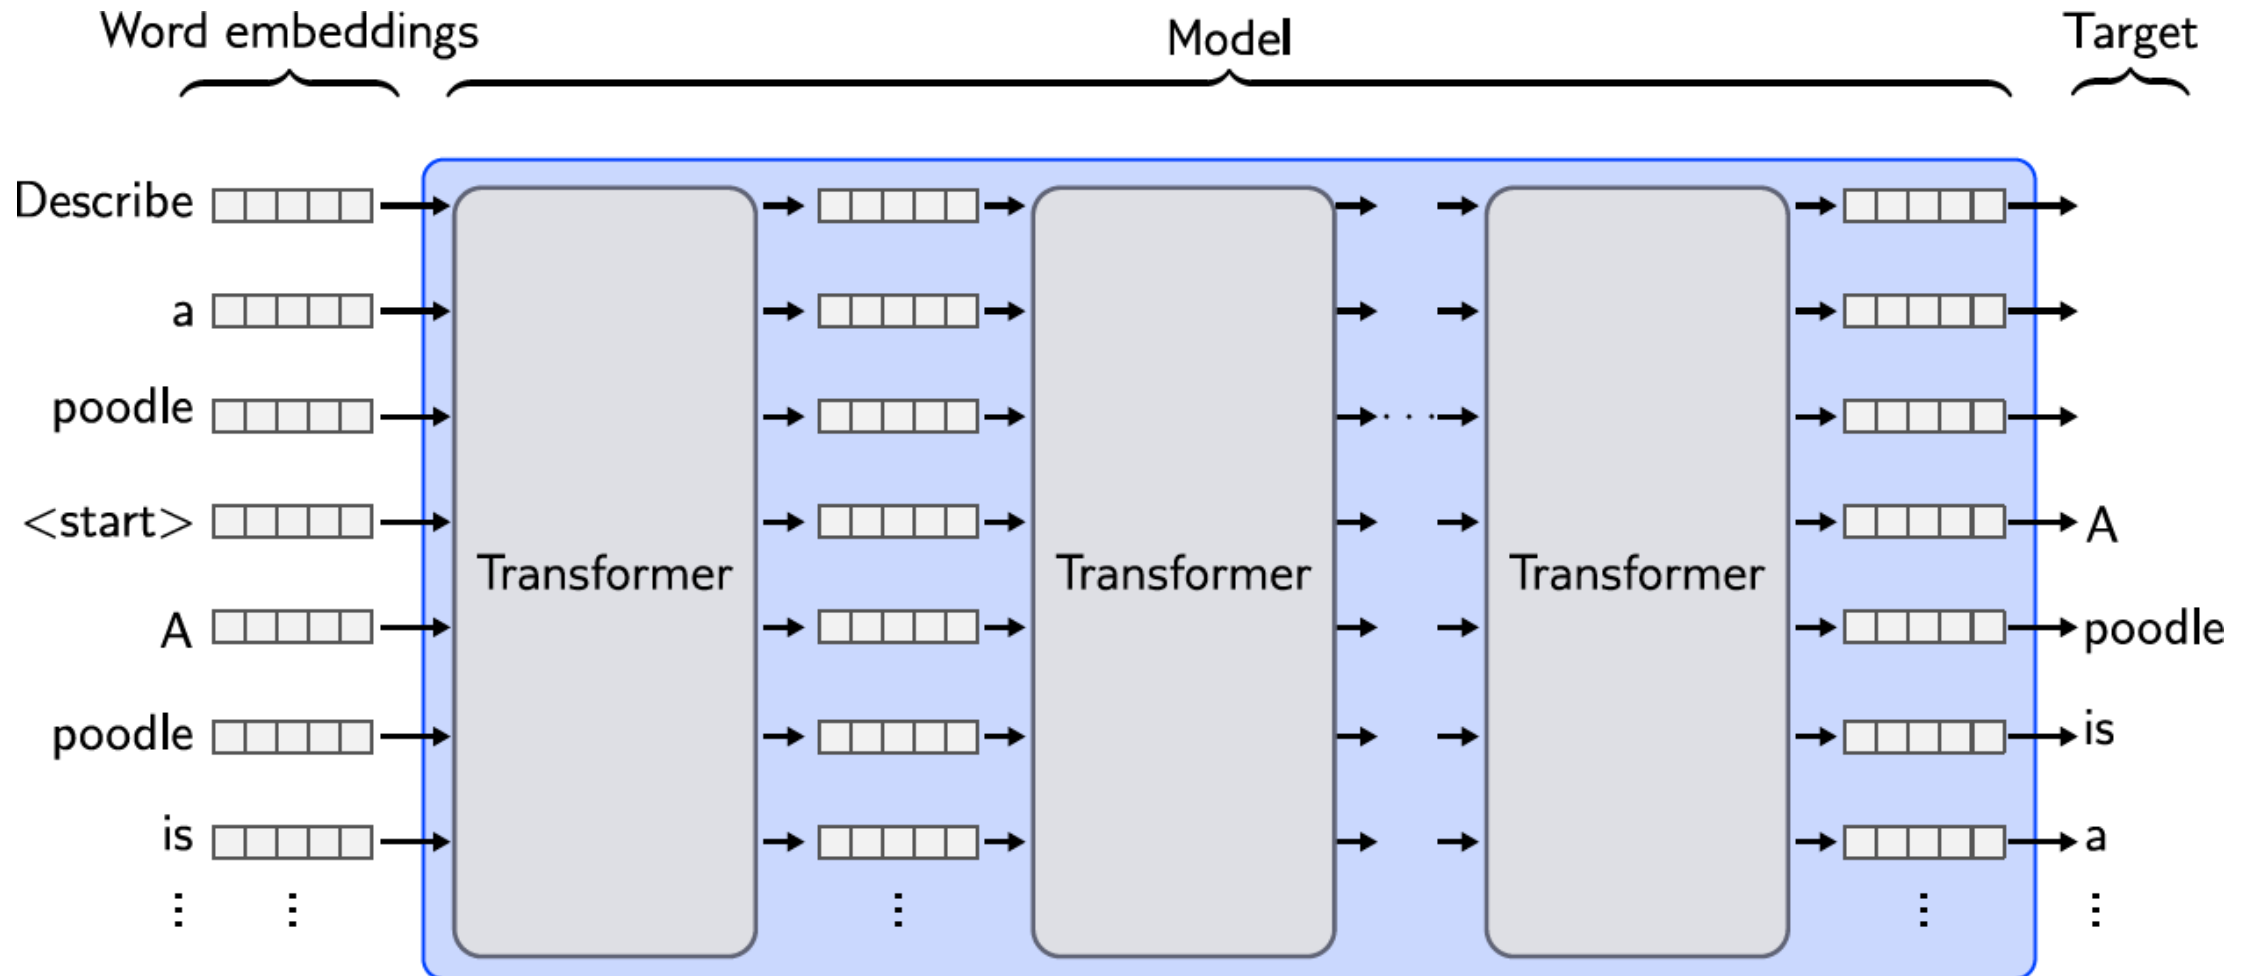 Word embeddings Model Target
Describe
a
poodle
. . .
<start> A
Transformer Transformer Transformer
A poodle
poodle is
is a
⋮ ⋮ ⋮ ⋮ ⋮